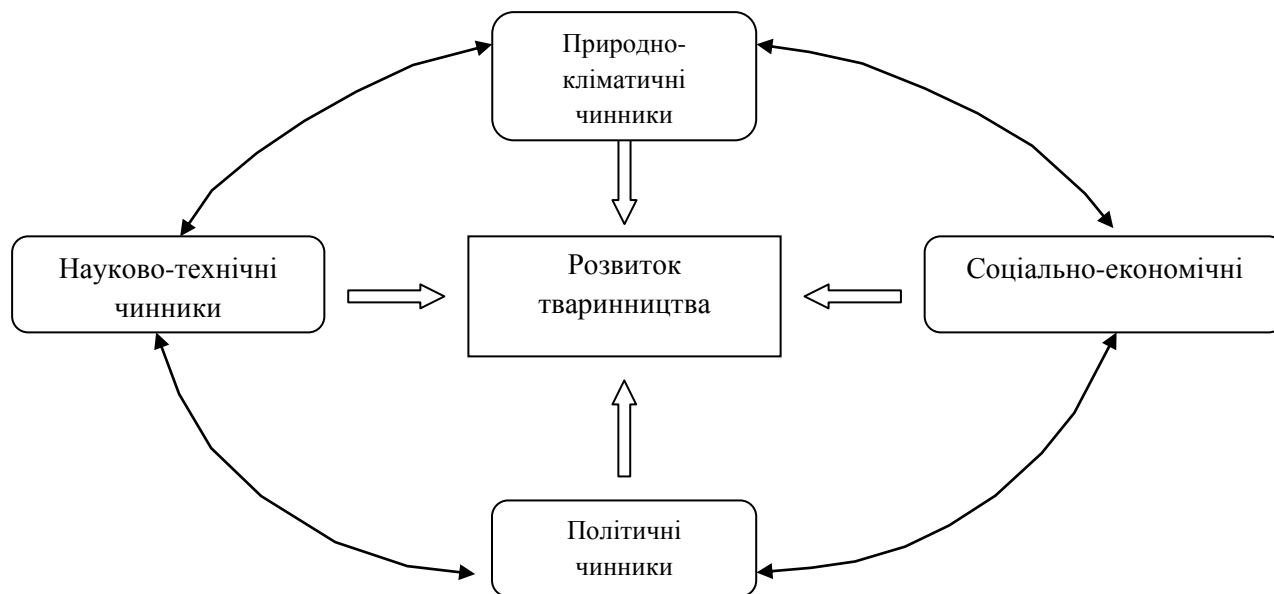 Природно-
кліматичні
чинники
Науково-технічні
чинники
Розвиток
тваринництва
Соціально-економічні
Політичні
чинники